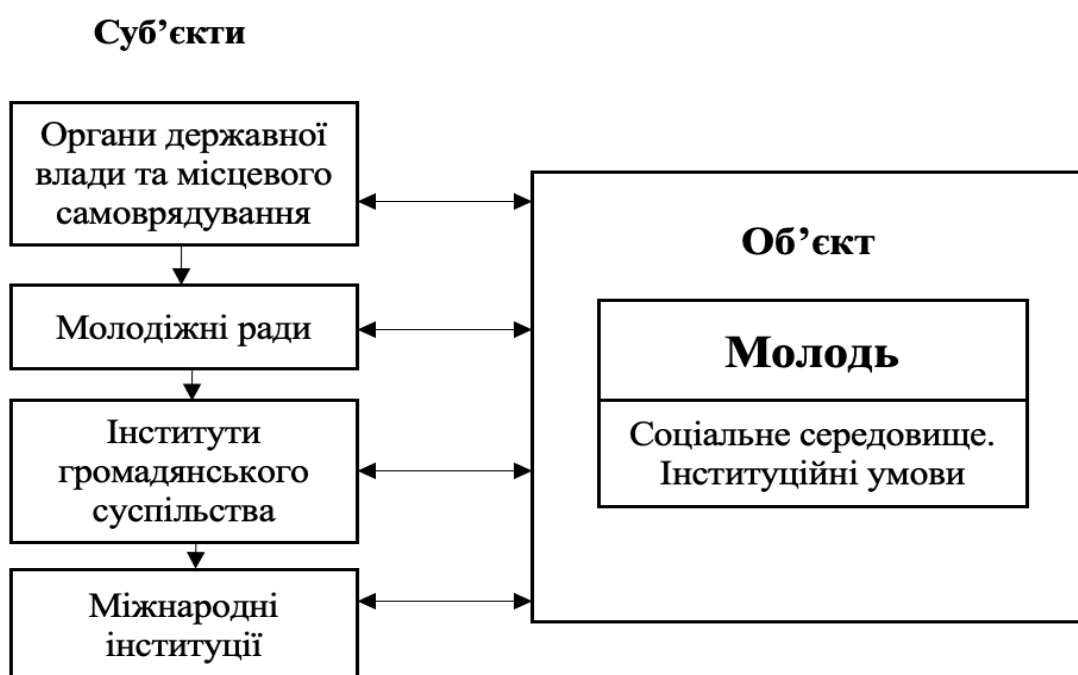 Суб’єкти
Органи державної
влади та місцевого
самоврядування
Молодіжні ради
Інститути
громадянського
суспільства
Міжнародні
інституції
Об’єкт
Молодь
Соціальне середовище.
Інституційні умови